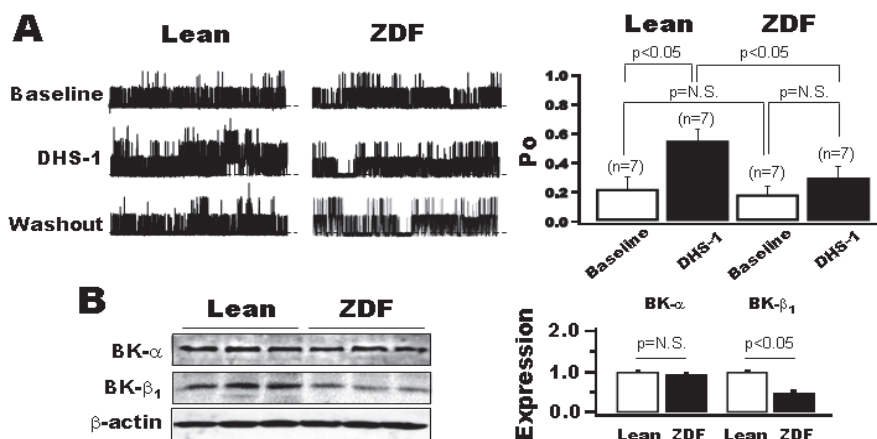 A
Lean ZDF
Baseline
DHS-1
Washout
Lean ZDF
p<0.05 p<0.05
p=N.S. p=N.S.
Po
1.0
0.8
0.6
0.4
0.2
0.0
(n=7)
(n=7)
(n=7)
(n=7)
Baseline DHS-1 Baseline DHS-1
B
Lean ZDF
BK-α
BK-β₁
β-actin
BK-α BK-β₁
Expression
2.0
1.0
0.0
p=N.S. p<0.05
Lean ZDF Lean ZDF